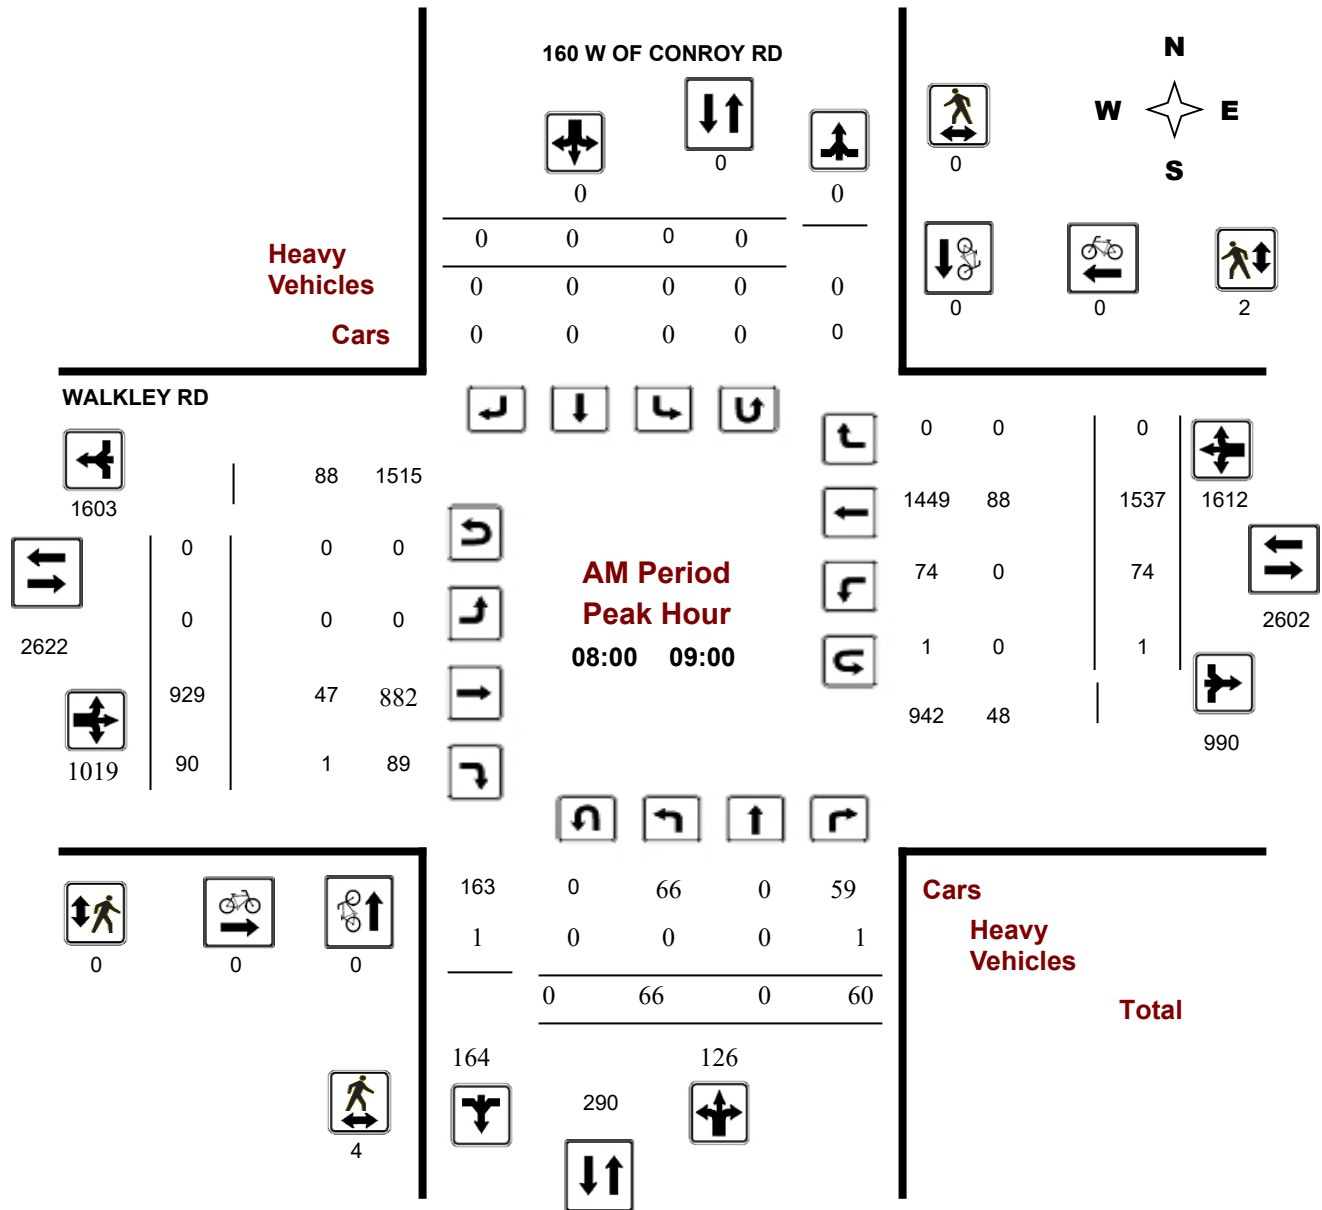 160 W OF CONROY RD
N
W E
S
0
0
0 0
0 0 0 0
Heavy
Vehicles
0 0 0 0 0
0 0 2
Cars
0 0 0 0 0
WALKLEY RD
0 0 0
88 1515
1603
1449 88 1537 1612
0 0 0
AM Period
74 0 74
Peak Hour
0 0 0
2602
2622
08:00 09:00
1 0 1
929 47 882
942 48
990
1019 90 1 89
163 0 66 0 59
Cars
1 0 0 0 1
Heavy
Vehicles
0 0 0
0 66 0 60
Total
164 126
290
4